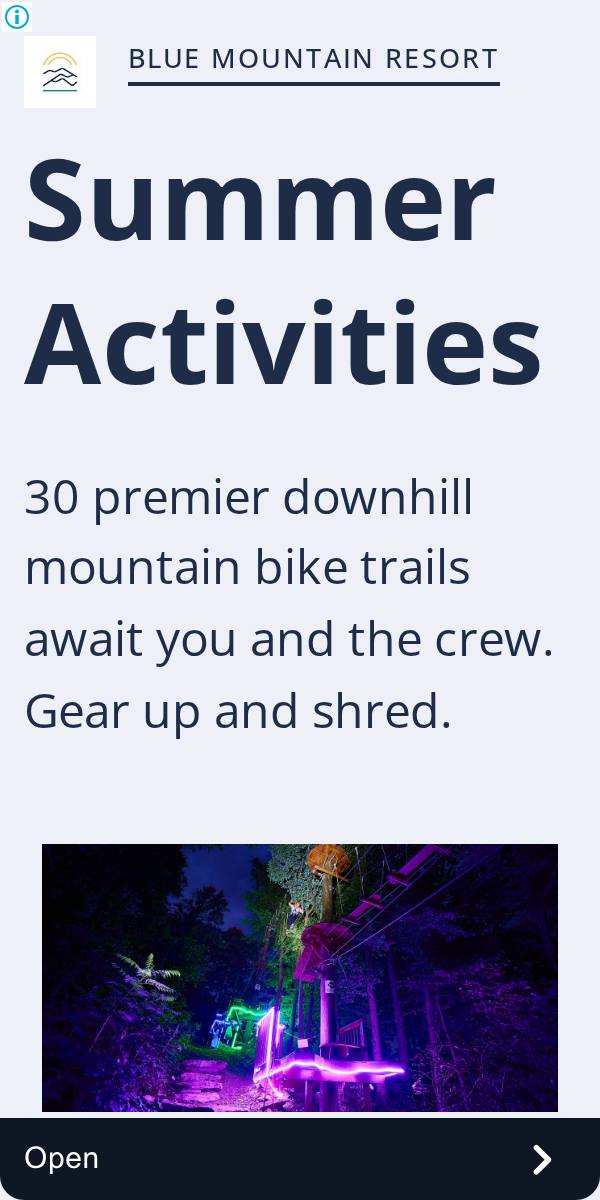 BLUE MOUNTAIN RESORT
Summer
Activities
30 premier downhill
mountain bike trails
await you and the crew.
Gear up and shred.
Open